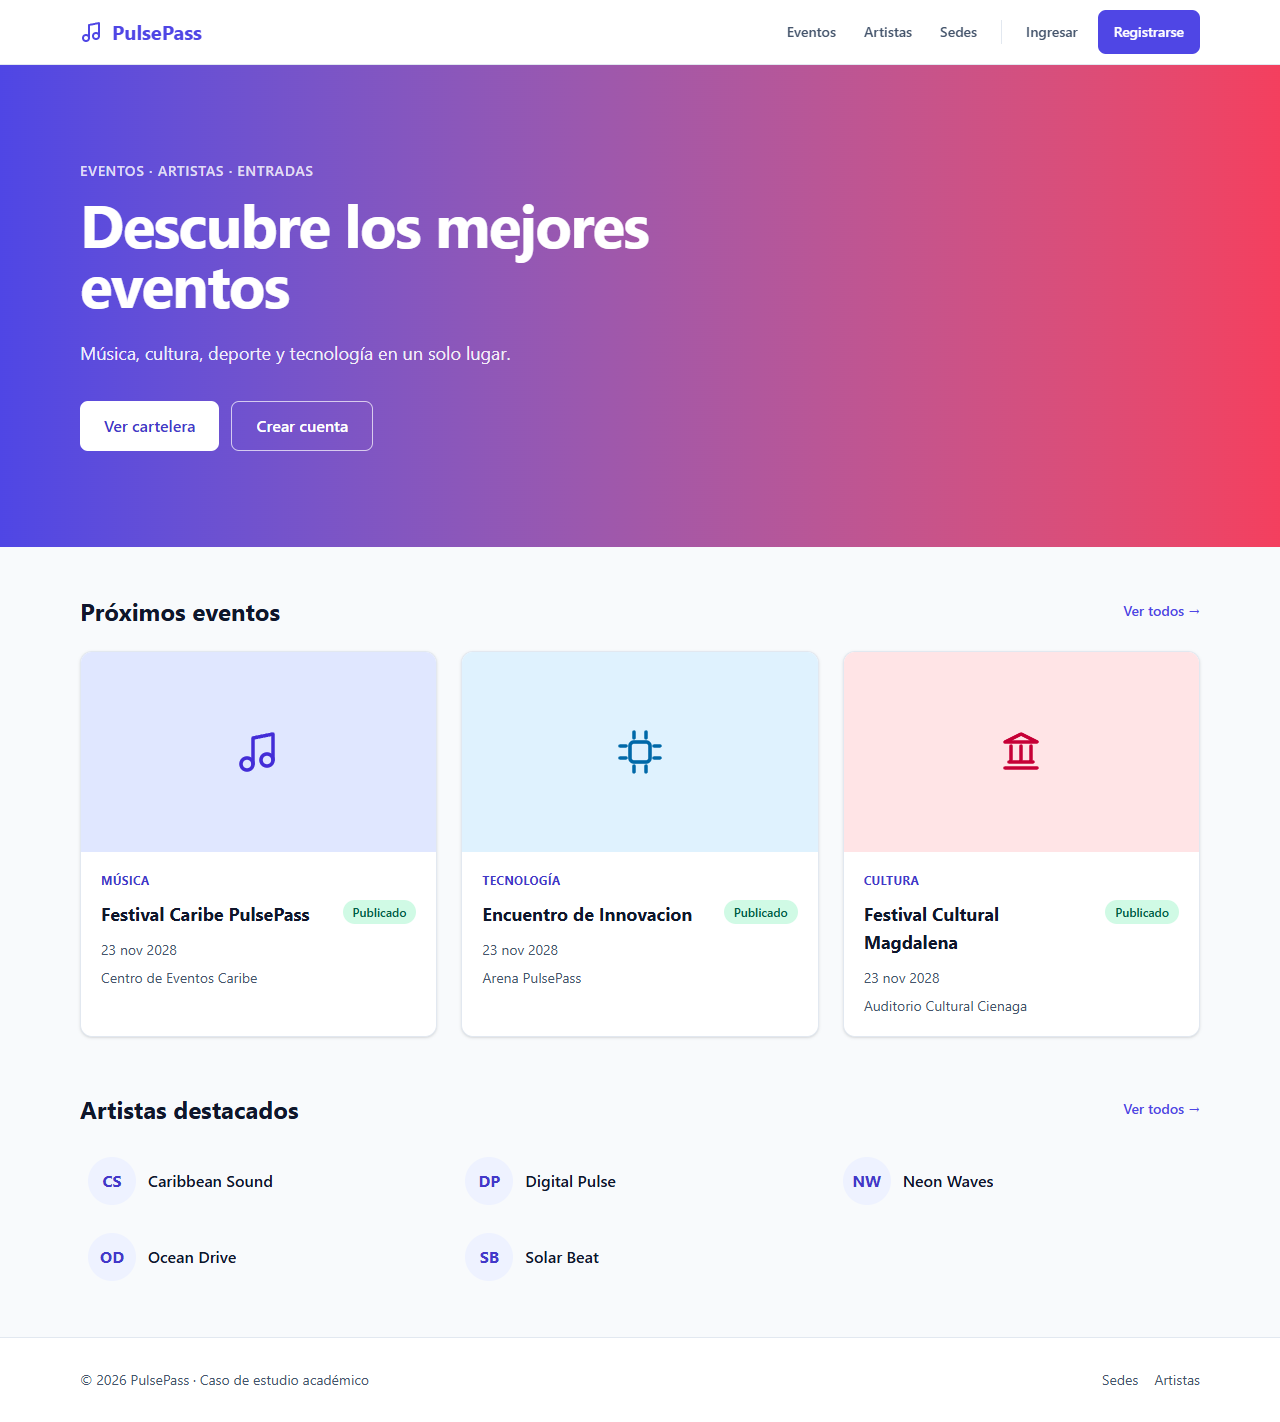 PulsePass
Eventos Artistas Sedes Ingresar Registrarse
EVENTOS · ARTISTAS · ENTRADAS
Descubre los mejores
eventos
Música, cultura, deporte y tecnología en un solo lugar.
Ver cartelera Crear cuenta
Próximos eventos
Ver todos →
MÚSICA
Festival Caribe PulsePass
Publicado
23 nov 2028
Centro de Eventos Caribe
TECNOLOGÍA
Encuentro de Innovacion
Publicado
23 nov 2028
Arena PulsePass
CULTURA
Festival Cultural
Magdalena
Publicado
23 nov 2028
Auditorio Cultural Cienaga
Artistas destacados
Ver todos →
CS Caribbean Sound
DP Digital Pulse
NW Neon Waves
OD Ocean Drive
SB Solar Beat
© 2026 PulsePass · Caso de estudio académico
Sedes Artistas